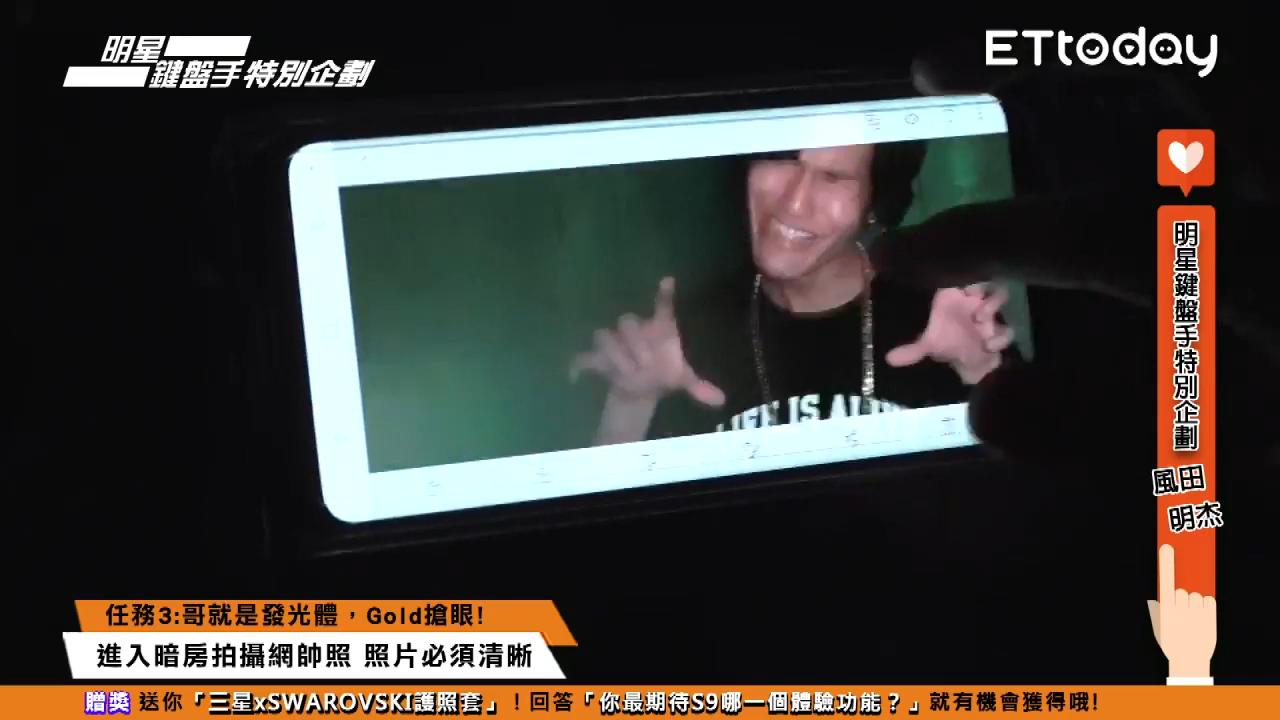 明星
鍵盤手特別企劃
ETtoday
LIFE IS ALIVE
明星鍵盤手特別企劃
風田
明杰
任務3:哥就是發光體，Gold搶眼!
進入暗房拍攝網帥照 照片必須清晰
贈獎 送你「三星xSWAROVSKI護照套」！回答「你最期待S9哪一個體驗功能？」就有機會獲得哦!